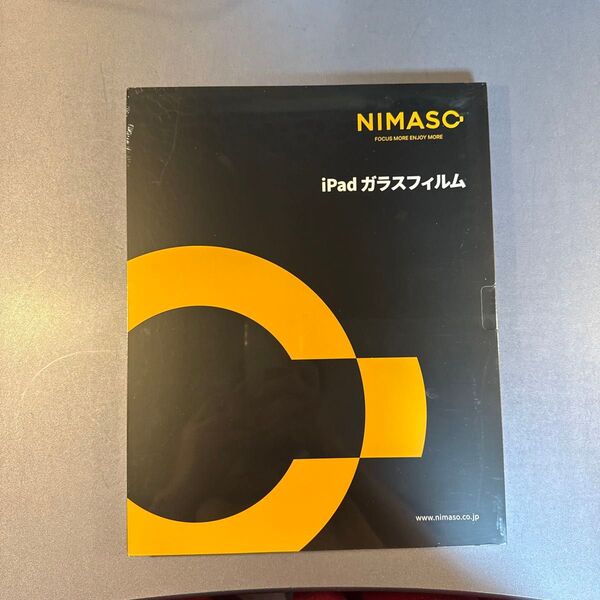 NIMASO
FOCUS MORE ENJOY MORE
iPad ガラスフィルム
www.nimaso.co.jp